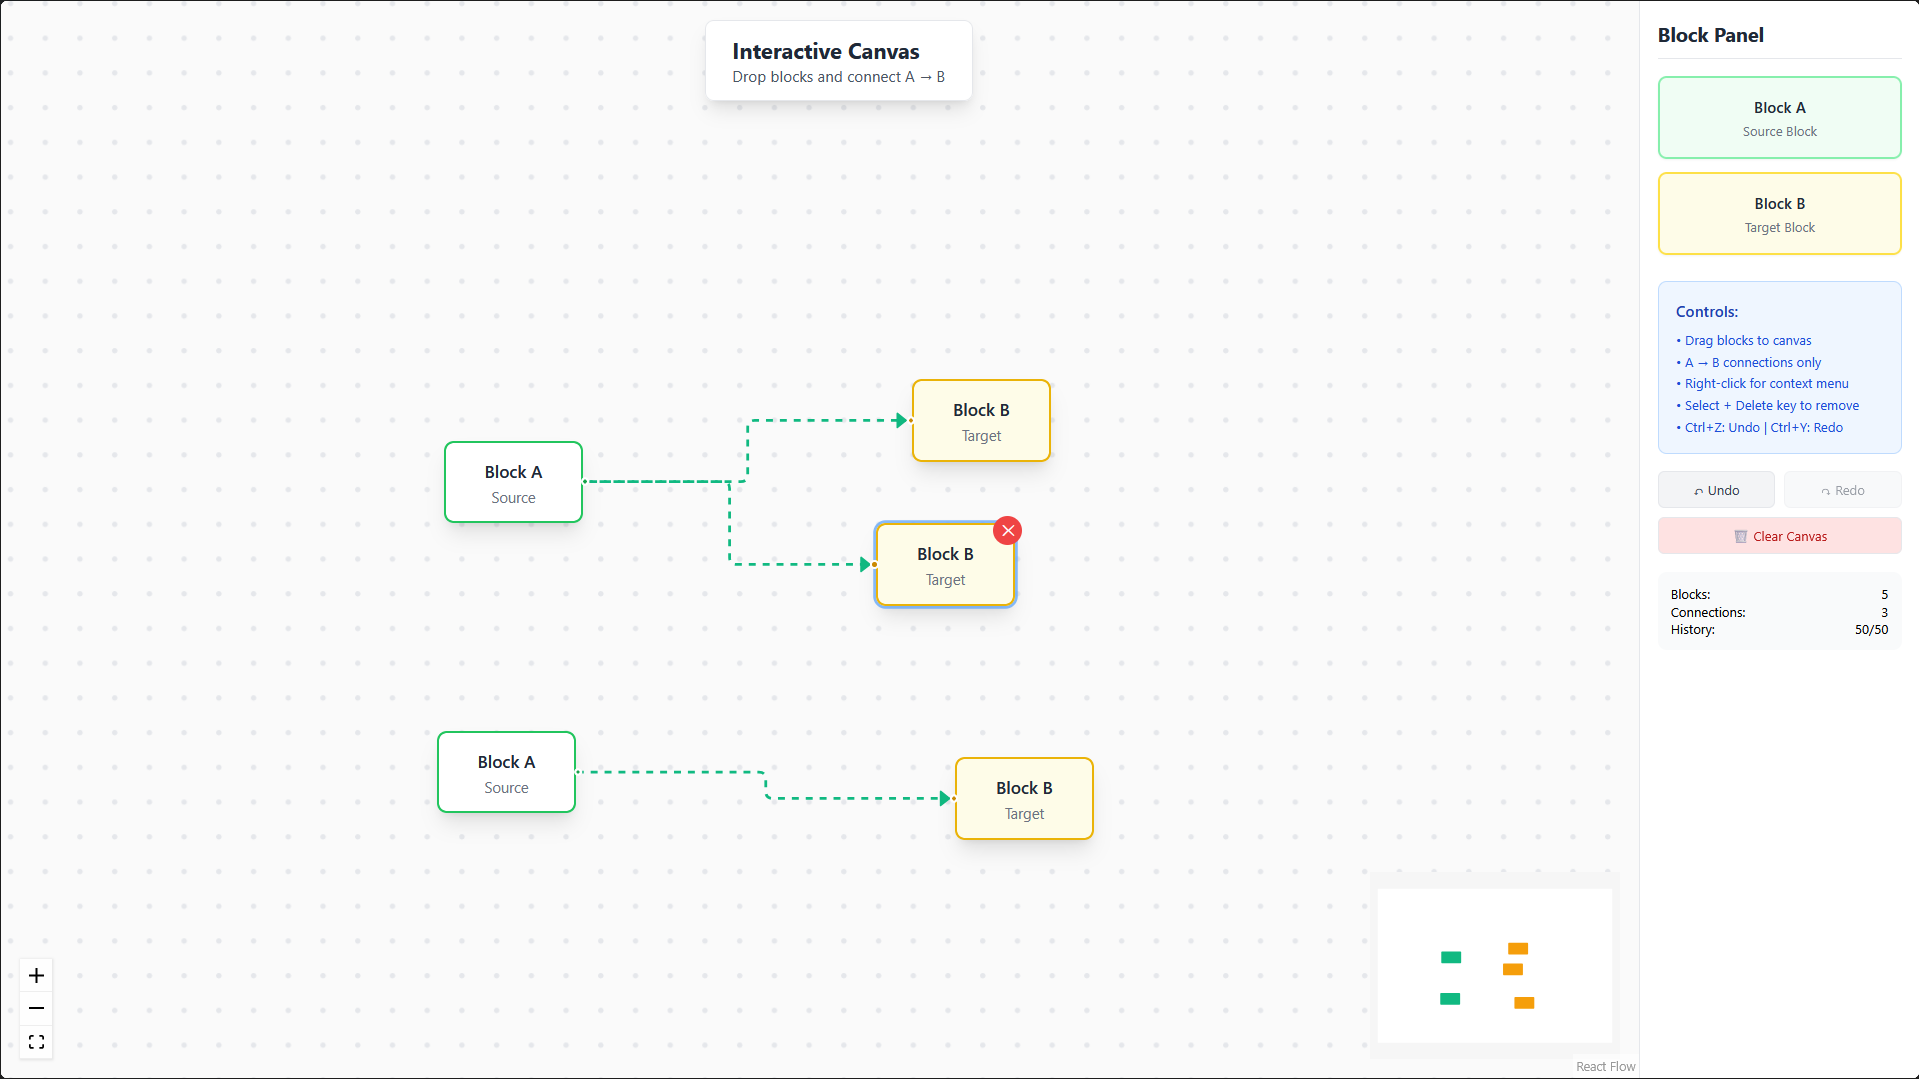 Interactive Canvas
Drop blocks and connect A → B
Block A
Source
Block B
Target
Block B
Target
Block A
Source
Block B
Target
React Flow
Block Panel
Block A
Source Block
Block B
Target Block
Controls:
• Drag blocks to canvas
• A → B connections only
• Right-click for context menu
• Select + Delete key to remove
• Ctrl+Z: Undo | Ctrl+Y: Redo
↶ Undo
↷ Redo
🗑️ Clear Canvas
Blocks: 5
Connections: 3
History: 50/50